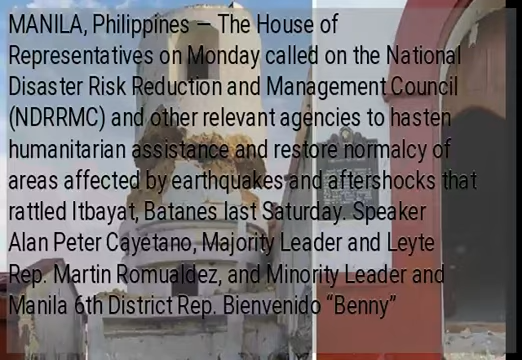 MANILA, Philippines — The House of
Representatives on Monday called on the National
Disaster Risk Reduction and Management Council
(NDRRMC) and other relevant agencies to hasten
humanitarian assistance and restore normalcy of
areas affected by earthquakes and aftershocks that
rattled Itbayat, Batanes last Saturday. Speaker
Alan Peter Cayetano, Majority Leader and Leyte
Rep. Martin Romualdez, and Minority Leader and
Manila 6th District Rep. Bienvenido “Benny”